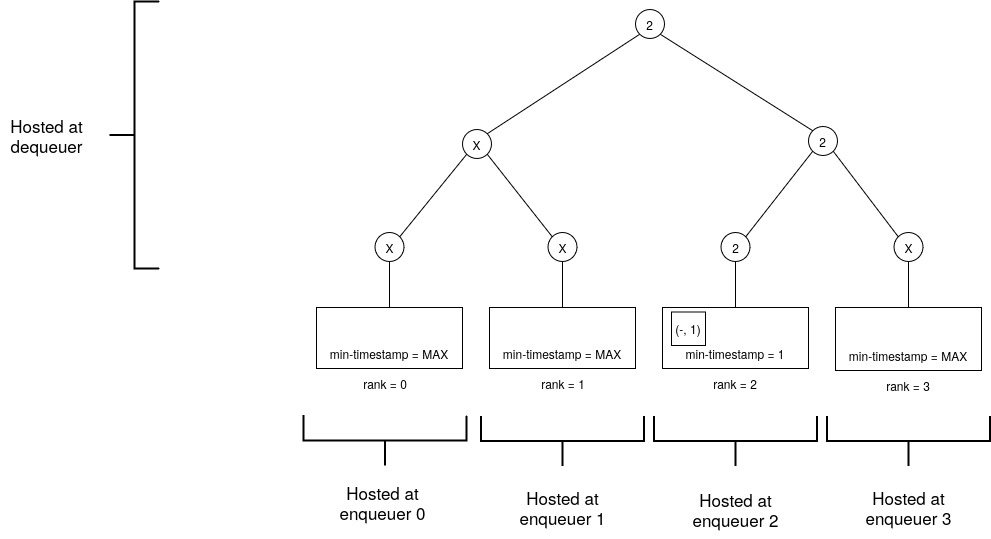 2
Hosted at
dequeuer
X
2
X
X
2
X
(-, 1)
min-timestamp = MAX
min-timestamp = MAX
min-timestamp = 1
min-timestamp = MAX
rank = 0
rank = 1
rank = 2
rank = 3
Hosted at
enqueuer 0
Hosted at
enqueuer 1
Hosted at
enqueuer 2
Hosted at
enqueuer 3